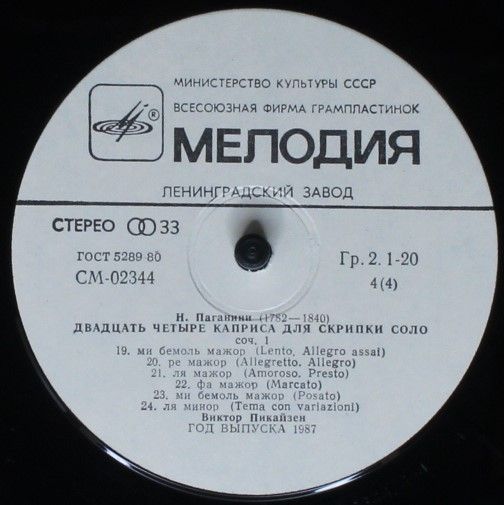 МИНИСТЕРСТВО КУЛЬТУРЫ СССР
ВСЕСОЮЗНАЯ ФИРМА ГРАМПЛАСТИНОК
®
МЕЛОДИЯ
ЛЕНИНГРАДСКИЙ ЗАВОД
СТЕРЕО 33
ГОСТ 5289 80
Гр. 2. 1-20
СМ-02344
4(4)
Н. Паганини (1782—1840)
ДВАДЦАТЬ ЧЕТЫРЕ КАПРИСА ДЛЯ СКРИПКИ СОЛО
соч. 1
19. ми бемоль мажор (Lento, Allegro assai)
20. ре мажор (Allegretto. Allegro)
21. ля мажор (Amoroso, Presto)
22. фа мажор (Marcato)
23. ми бемоль мажор (Posato)
24. ля минор (Tema con variazioni)
Виктор Пикайзен
ГОД ВЫПУСКА 1987